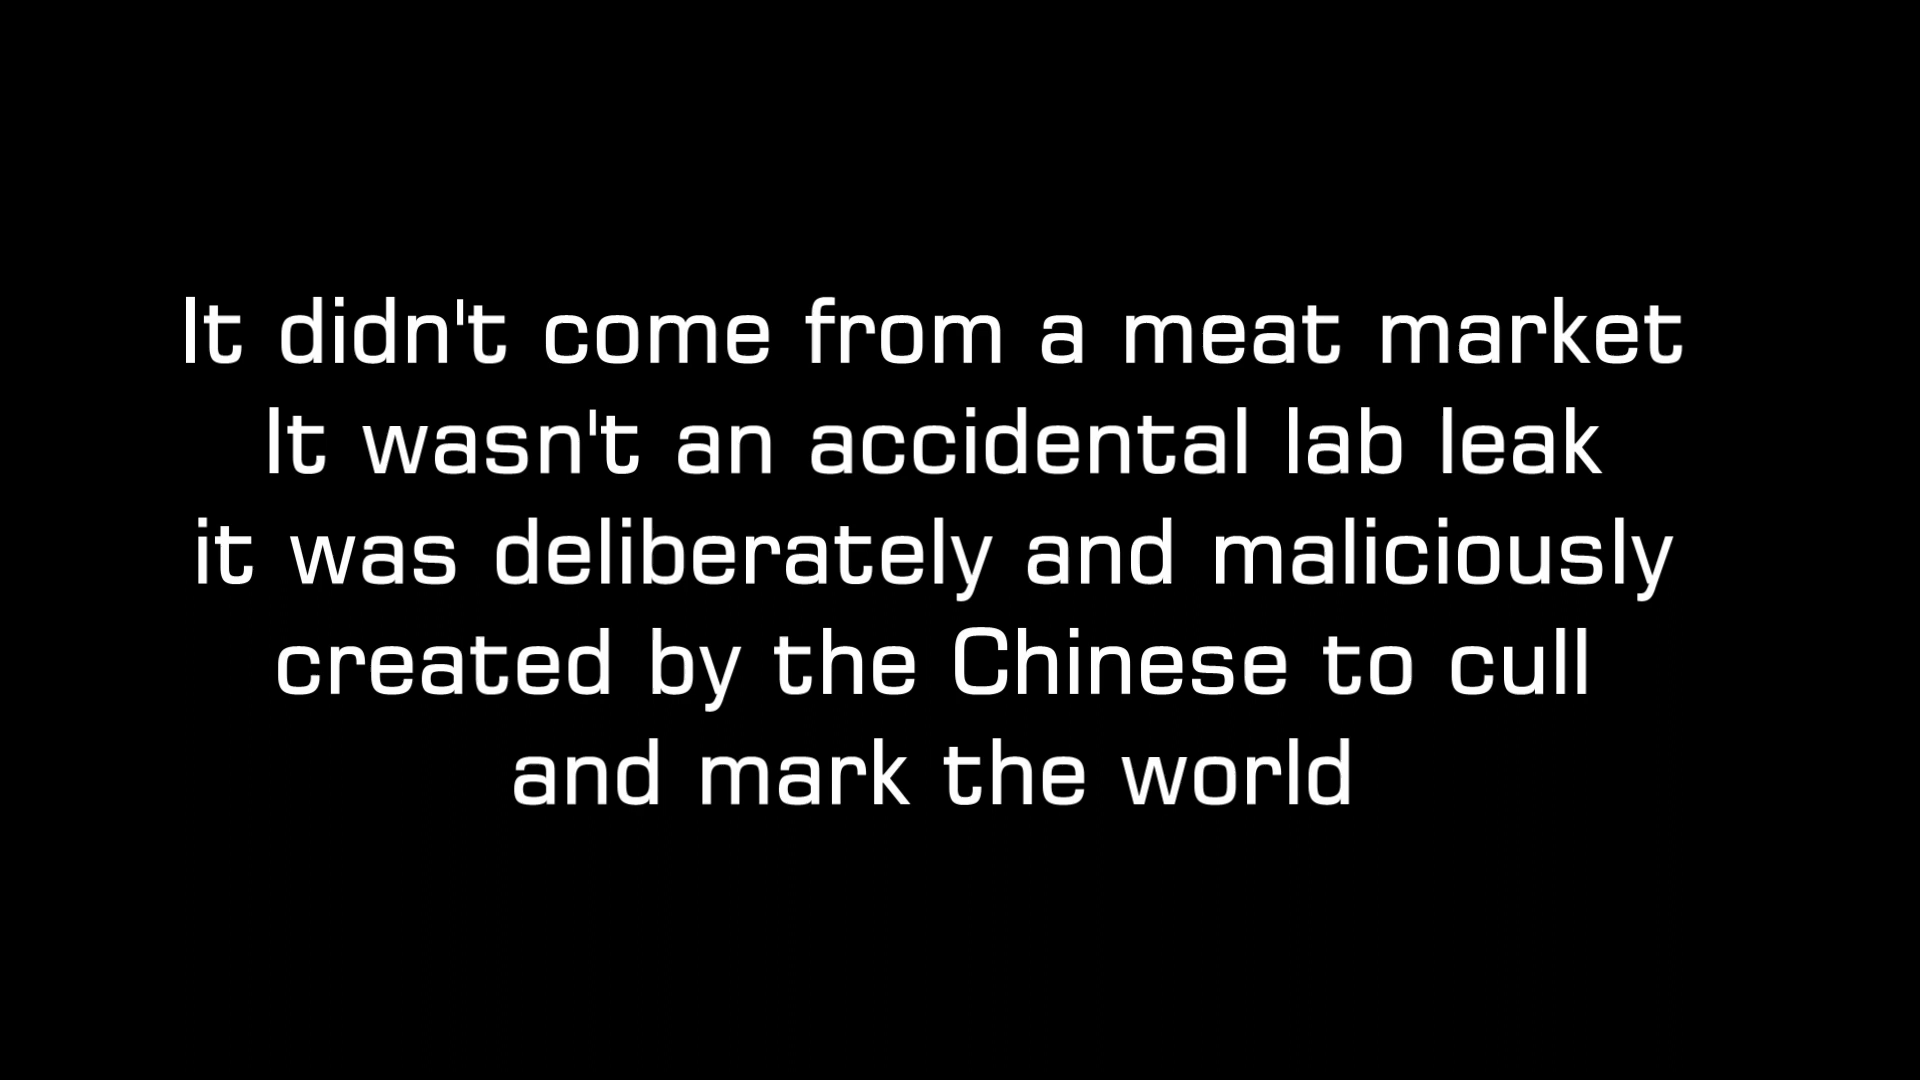 It didn't come from a meat market
It wasn't an accidental lab leak
it was deliberately and maliciously
created by the Chinese to cull
and mark the world